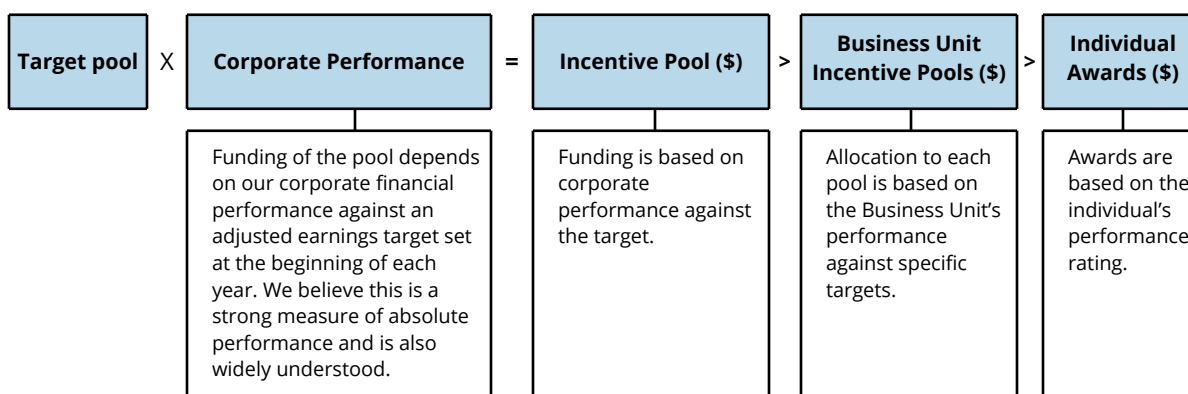 Target pool
X
Corporate Performance
=
Incentive Pool ($)
>
Business Unit
Incentive Pools ($)
>
Individual
Awards ($)
Funding of the pool depends
on our corporate financial
performance against an
adjusted earnings target set
at the beginning of each
year. We believe this is a
strong measure of absolute
performance and is also
widely understood.
Funding is based on
corporate
performance against
the target.
Allocation to each
pool is based on
the Business Unit’s
performance
against specific
targets.
Awards are
based on the
individual’s
performance
rating.